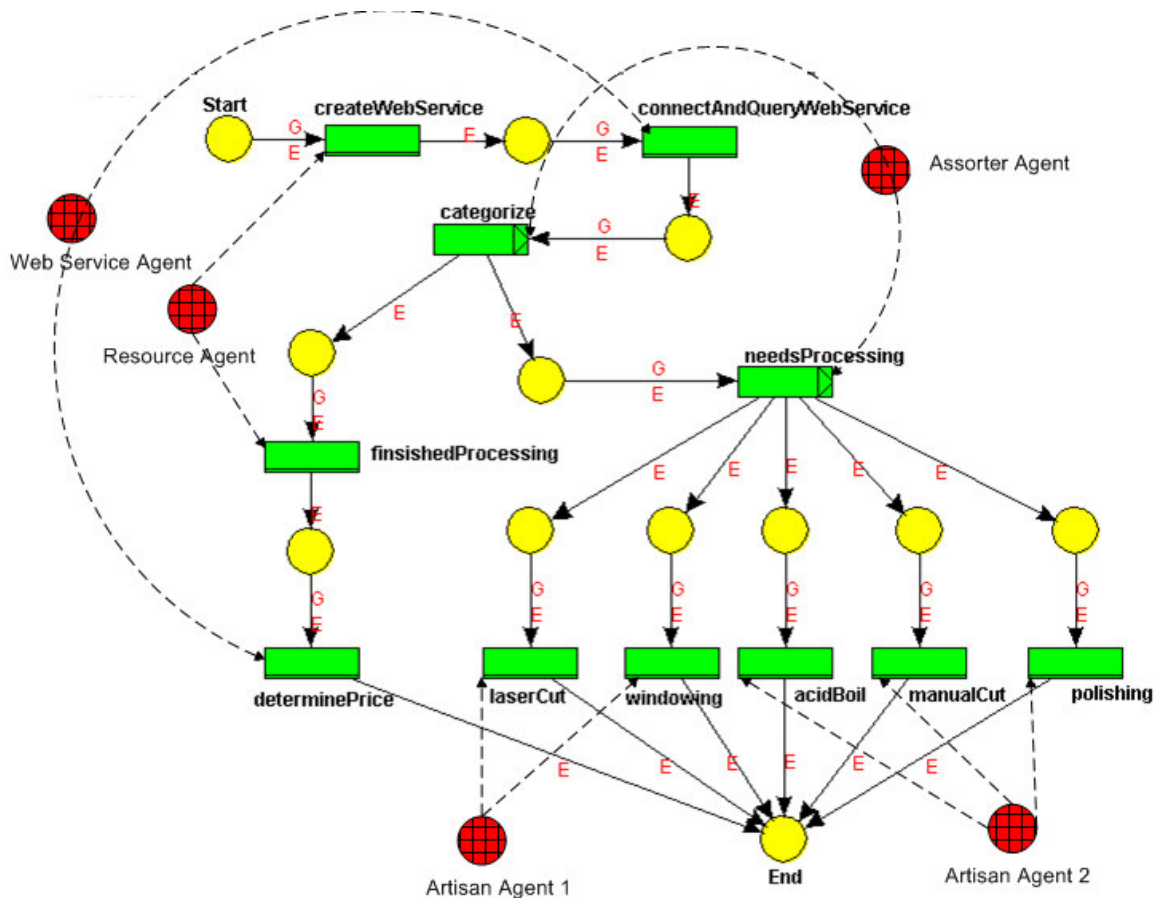 Start
createWebService
connectAndQueryWebService
G
E
E
G
E
Assorter Agent
E
categorize
G
E
Web Service Agent
E
E
Resource Agent
needsProcessing
G
E
G
E
finsishedProcessing
E
E
E
E
E
E
G
E
G
E
G
E
G
E
G
E
G
E
determinePrice
laserCut
windowing
acidBoil
manualCut
polishing
E
E
E
E
E
E
Artisan Agent 1
End
Artisan Agent 2